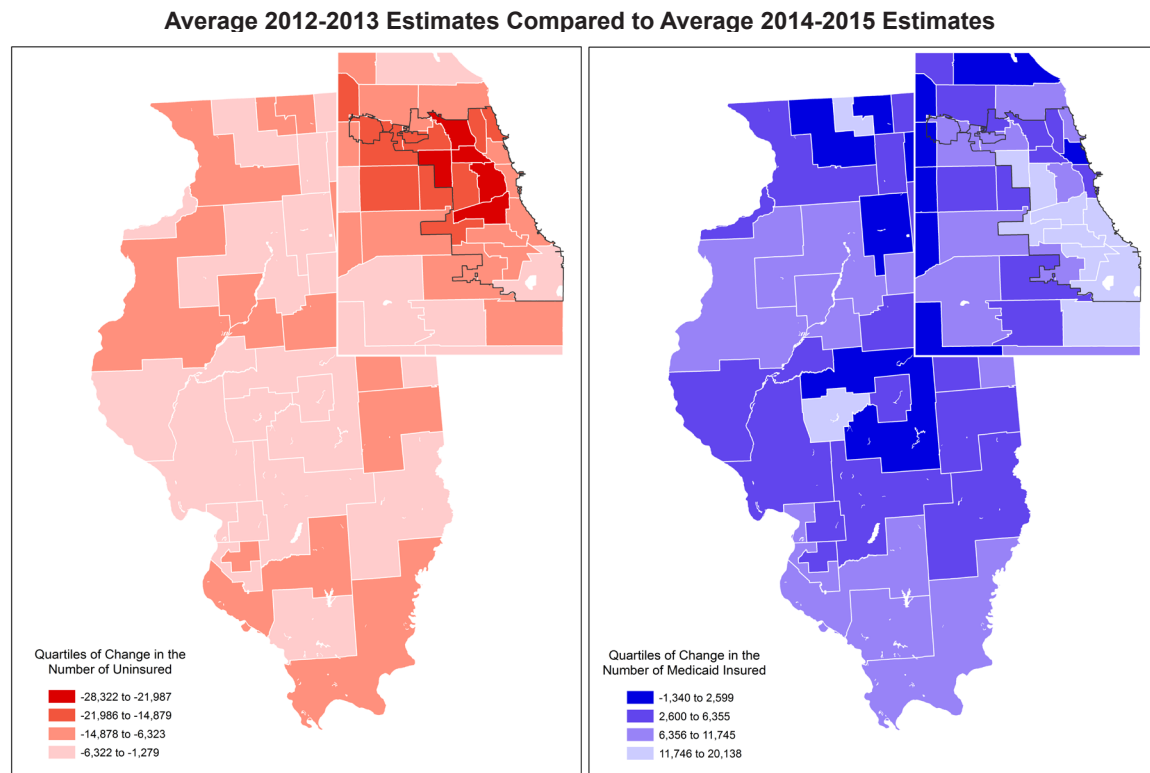 Average 2012-2013 Estimates Compared to Average 2014-2015 Estimates
Quartiles of Change in the
Number of Uninsured
-28,322 to -21,987
-21,986 to -14,879
-14,878 to -6,323
-6,322 to -1,279
Quartiles of Change in the
Number of Medicaid Insured
-1,340 to 2,599
2,600 to 6,355
6,356 to 11,745
11,746 to 20,138